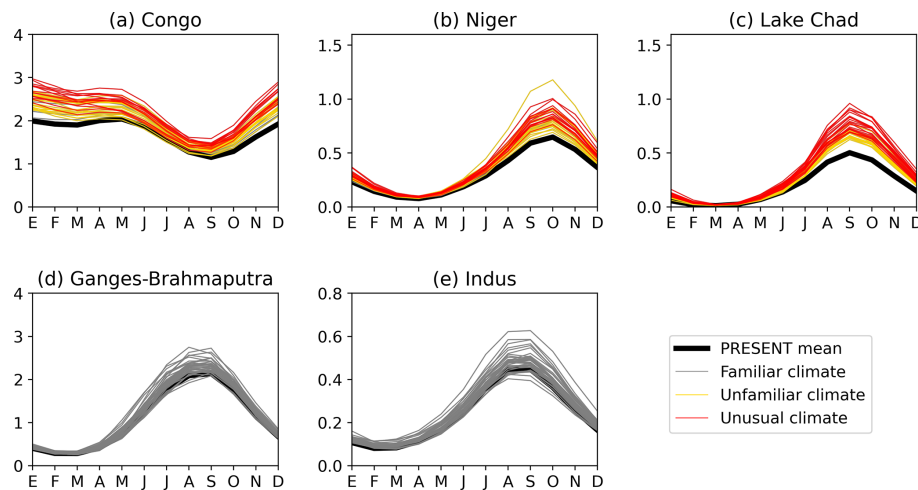 (a) Congo
(b) Niger
(c) Lake Chad
4
3
2
1
0
E F M A M J J A S O N D
1.5
1.0
0.5
0.0
E F M A M J J A S O N D
1.5
1.0
0.5
0.0
E F M A M J J A S O N D
(d) Ganges-Brahmaputra
(e) Indus
4
3
2
1
0
E F M A M J J A S O N D
0.8
0.6
0.4
0.2
0.0
E F M A M J J A S O N D
PRESENT mean
Familiar climate
Unfamiliar climate
Unusual climate